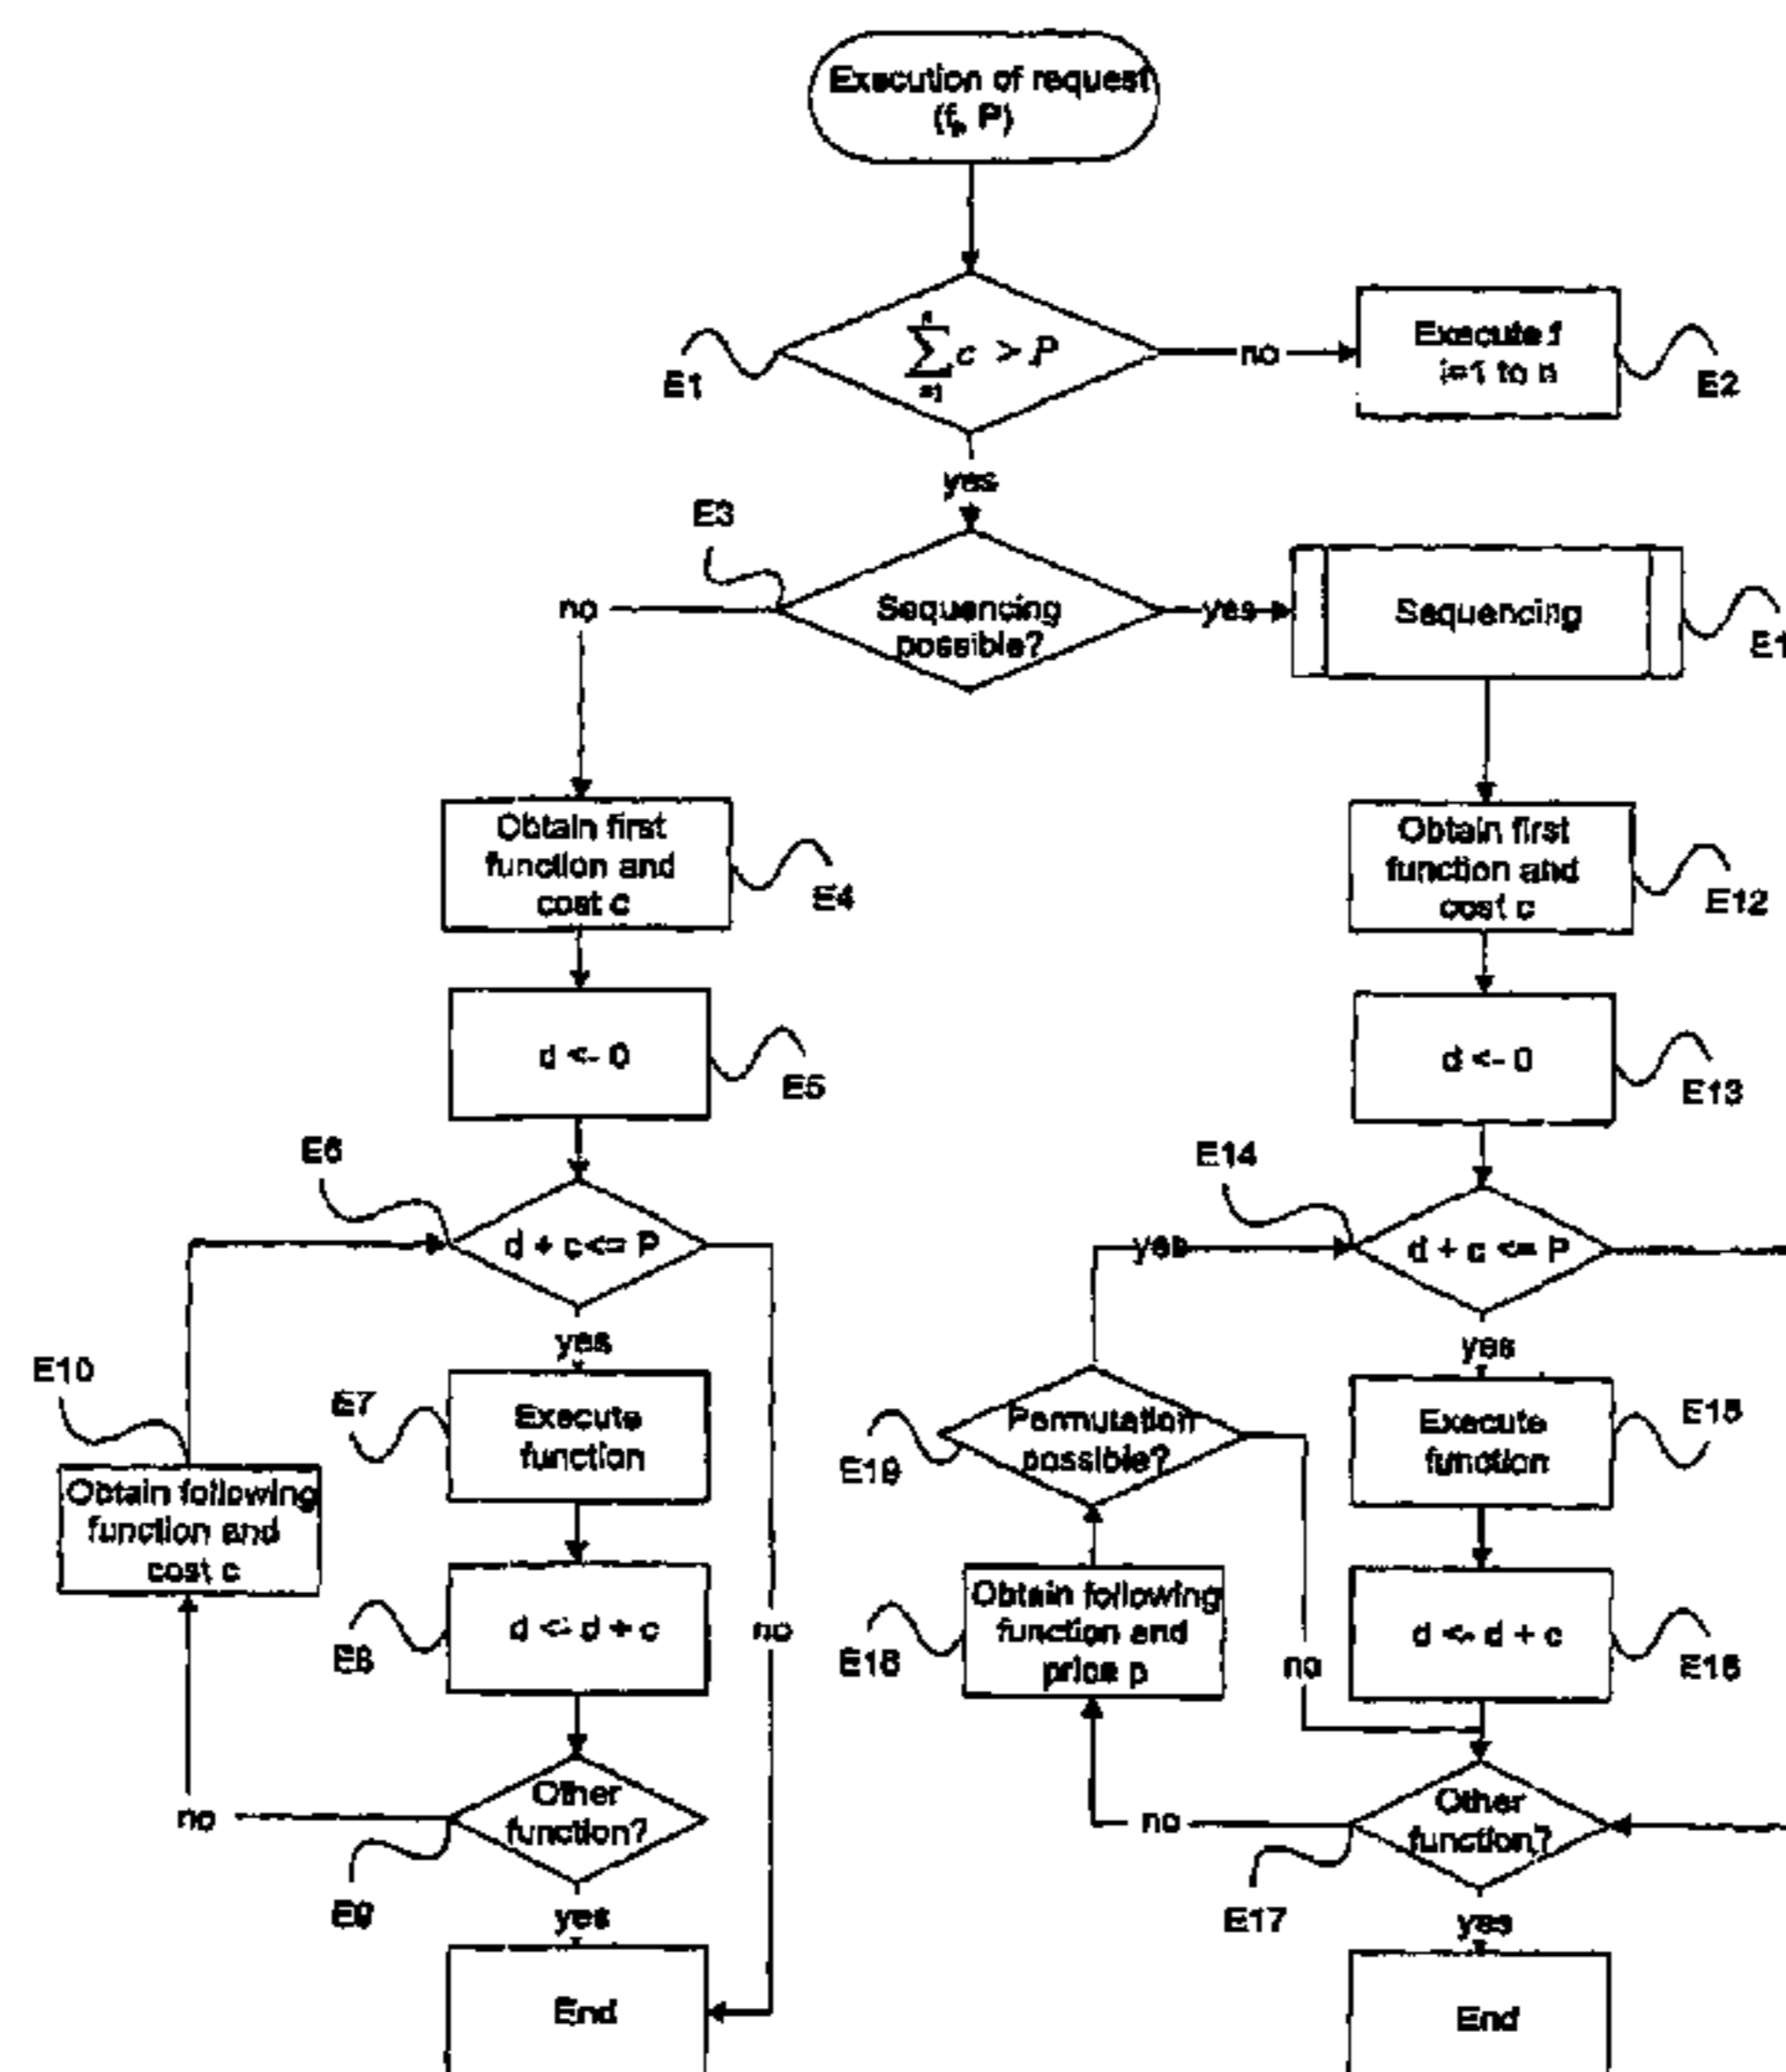 Execution of request
(f, P)
n
∑ c > P
=1
E1
no
Execute f
i=1 to n
E2
yes
E3
no
Sequencing
possible?
yes
Sequencing
E1
Obtain first
function and
cost c
E4
Obtain first
function and
cost c
E12
d <- 0
E5
d <- 0
E13
E6
d + c <= P
E14
yes
d + c <= P
yes
yes
E10
E7
Execute
function
Permutation
possible?
E19
Execute
function
E15
Obtain following
function and
cost c
E8
d <- d + c
no
E18
Obtain following
function and
price p
no
d <- d + c
E16
no
Other
function?
no
Other
function?
E9
yes
E17
yes
End
End